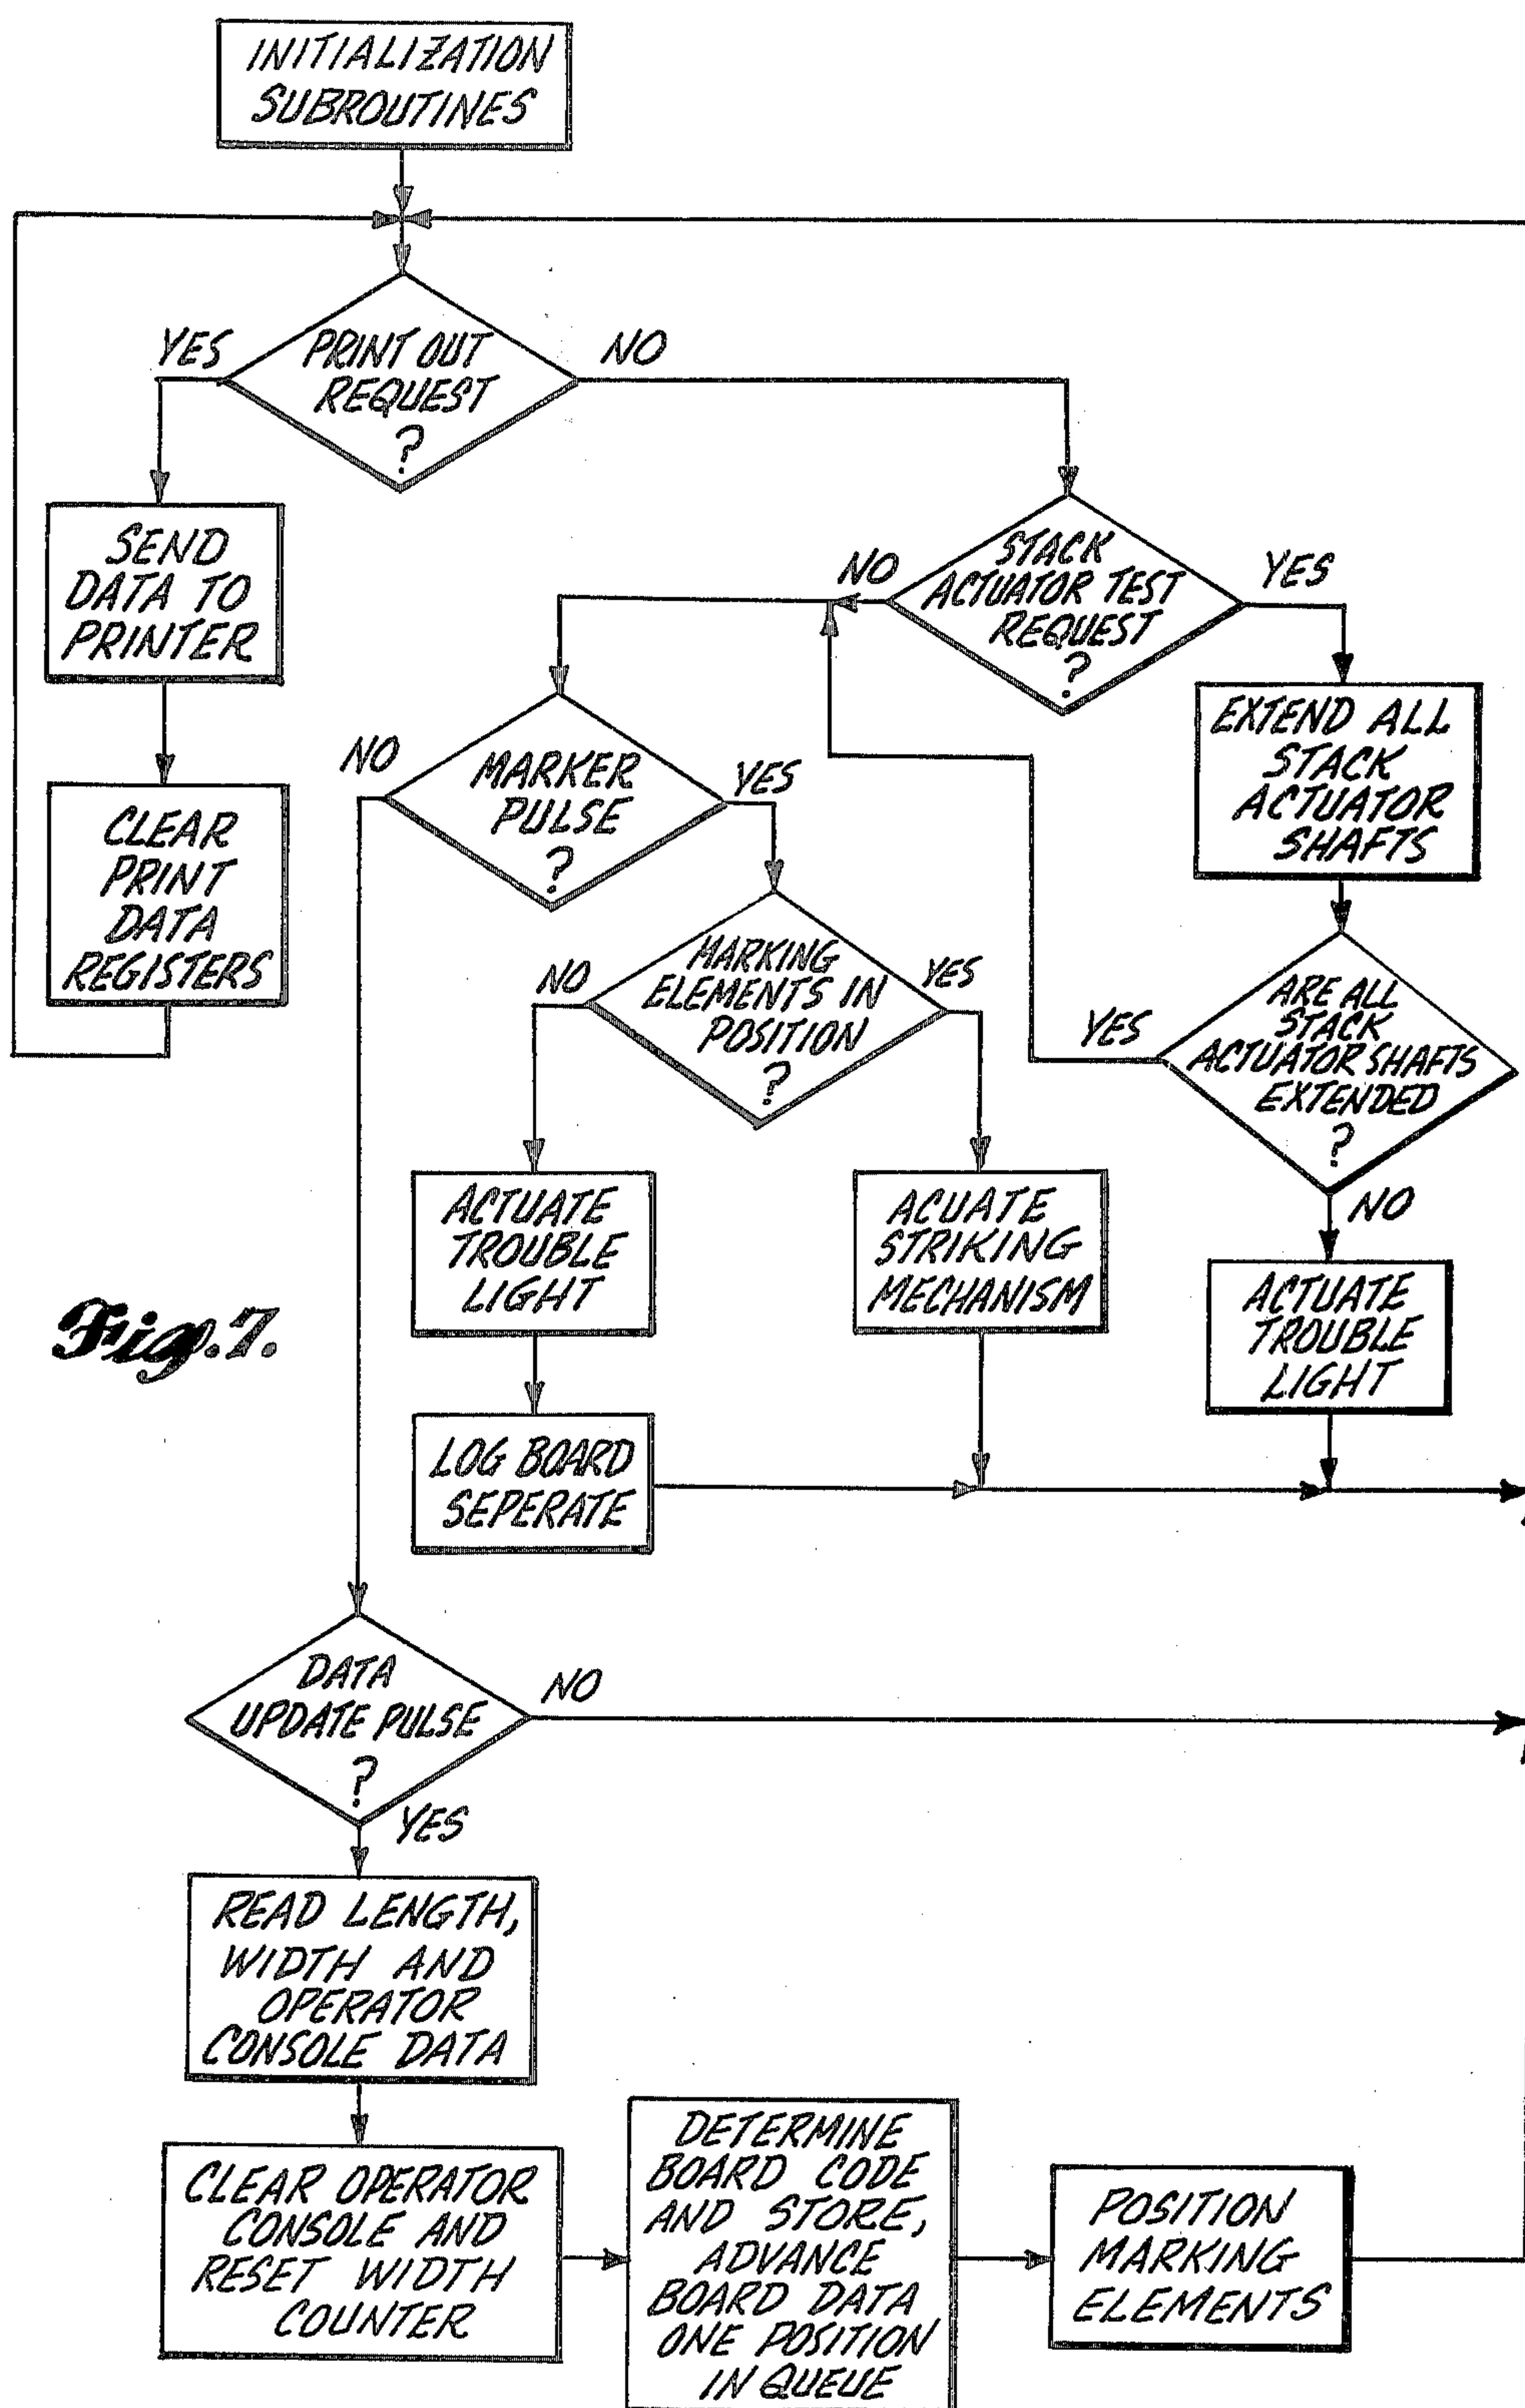 INITIALIZATION
SUBROUTINES
YES
PRINT OUT
REQUEST
?
NO
SEND
DATA TO
PRINTER
CLEAR
PRINT
DATA
REGISTERS
NO
STACK
ACTUATOR TEST
REQUEST
?
YES
EXTEND ALL
STACK
ACTUATOR
SHAFTS
NO
MARKER
PULSE
?
YES
NO
MARKING
ELEMENTS IN
POSITION
?
YES
YES
ARE ALL
STACK
ACTUATOR SHAFTS
EXTENDED
?
NO
ACTUATE
TROUBLE
LIGHT
ACUATE
STRIKING
MECHANISM
ACTUATE
TROUBLE
LIGHT
Fig. 7.
LOG BOARD
SEPERATE
DATA
UPDATE PULSE
?
NO
YES
READ LENGTH,
WIDTH AND
OPERATOR
CONSOLE DATA
CLEAR OPERATOR
CONSOLE AND
RESET WIDTH
COUNTER
DETERMINE
BOARD CODE
AND STORE,
ADVANCE
BOARD DATA
ONE POSITION
IN QUEUE
POSITION
MARKING
ELEMENTS